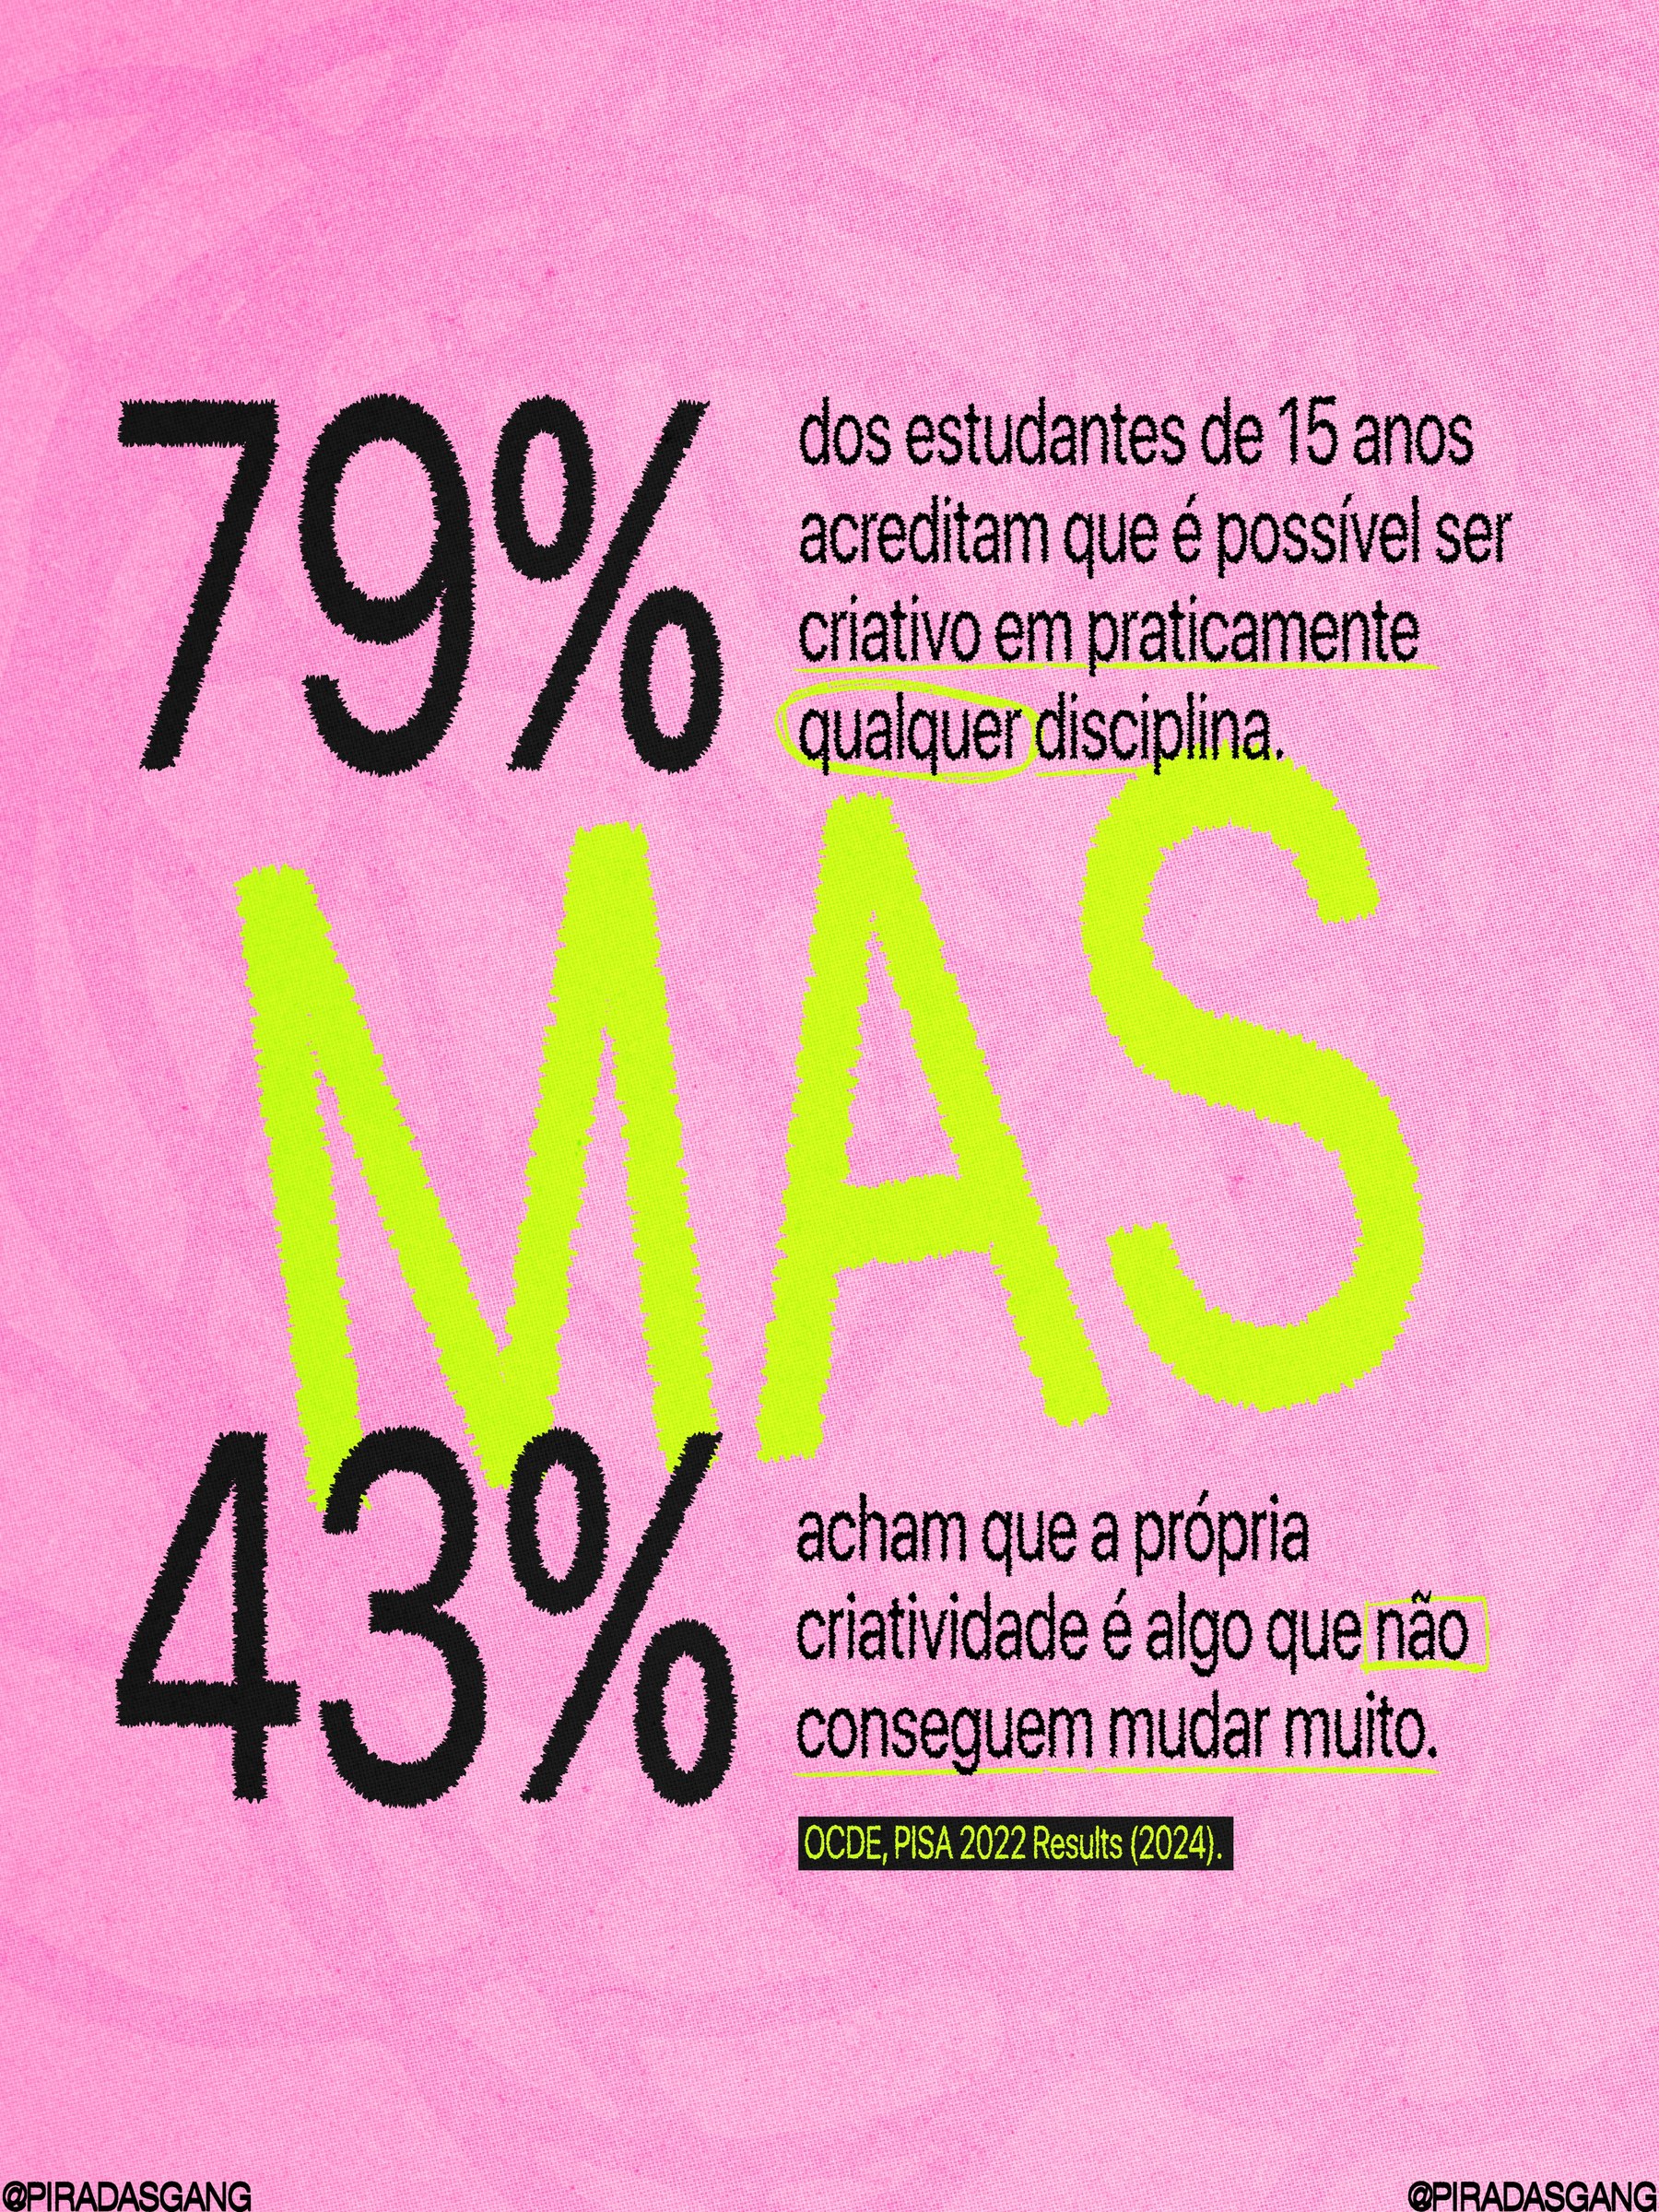 79%
dos estudantes de 15 anos
acreditam que é possível ser
criativo em praticamente
qualquer disciplina.
MAS
43%
acham que a própria
criatividade é algo que não
conseguem mudar muito.
OCDE, PISA 2022 Results (2024).
@PIRADASGANG
@PIRADASGANG